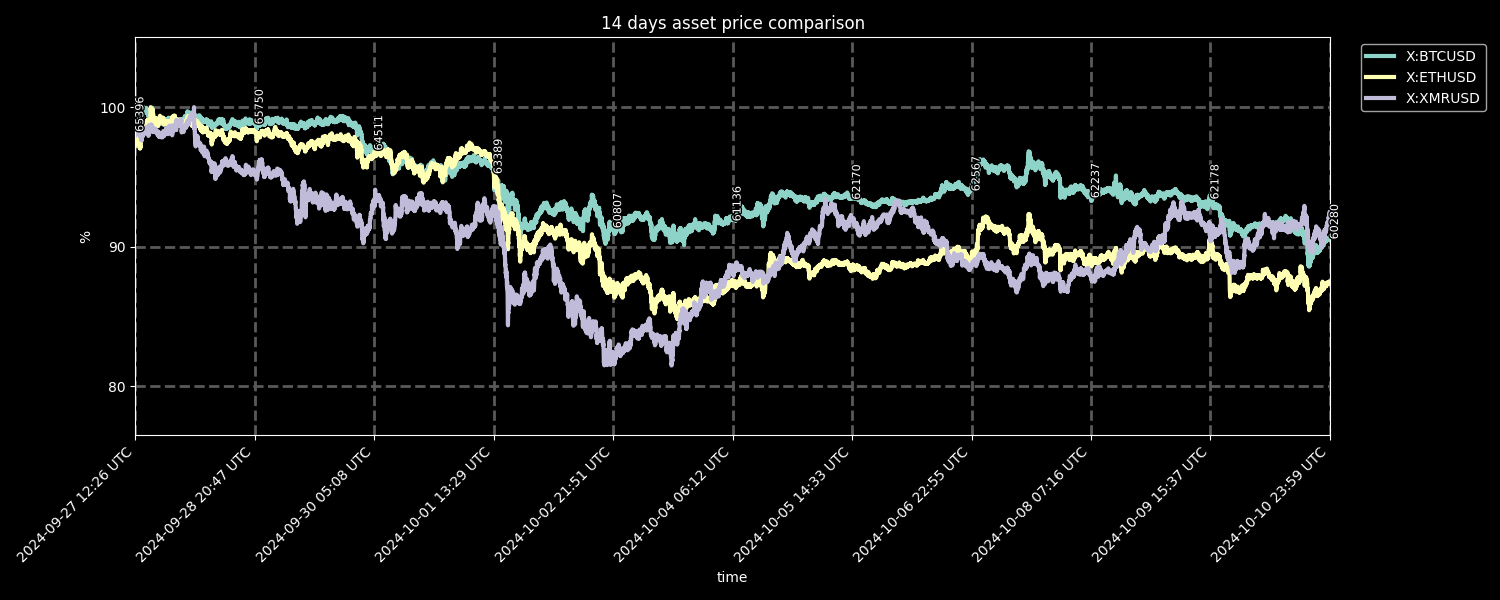 14 days asset price comparison
X:BTCUSD
X:ETHUSD
X:XMRUSD
100
90
80
%
65396
65750
64511
63389
60807
61136
62170
62567
62237
62178
60280
2024-09-27 12:26 UTC
2024-09-28 20:47 UTC
2024-09-30 05:08 UTC
2024-10-01 13:29 UTC
2024-10-02 21:51 UTC
2024-10-04 06:12 UTC
2024-10-05 14:33 UTC
2024-10-06 22:55 UTC
2024-10-08 07:16 UTC
2024-10-09 15:37 UTC
2024-10-10 23:59 UTC
time